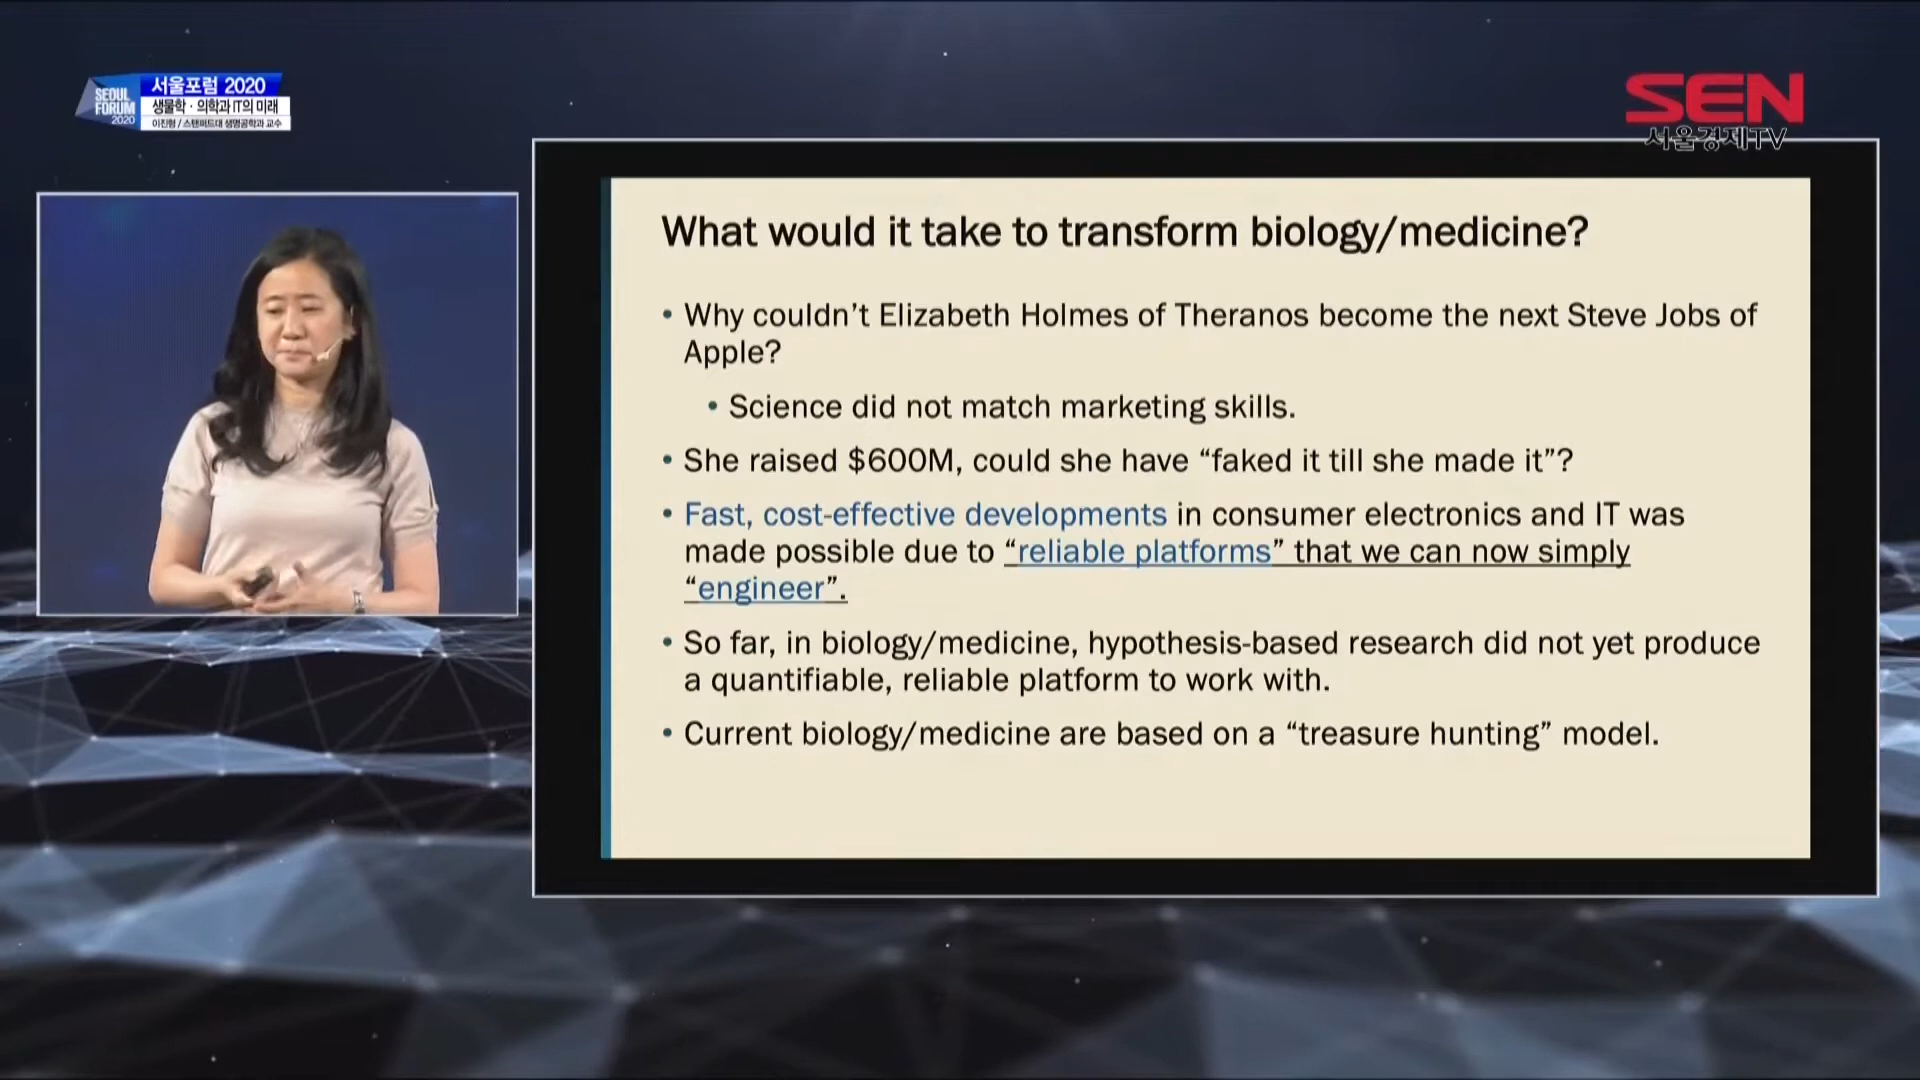 SEOUL
FORUM
2020
서울포럼 2020
생물학·의학과 IT의 미래
이진형 / 스탠퍼드대 생명공학과 교수
SEN
서울경제TV
What would it take to transform biology/medicine?
• Why couldn’t Elizabeth Holmes of Theranos become the next Steve Jobs of
Apple?
• Science did not match marketing skills.
• She raised $600M, could she have “faked it till she made it”?
• Fast, cost-effective developments in consumer electronics and IT was
made possible due to “reliable platforms” that we can now simply
“engineer”.
• So far, in biology/medicine, hypothesis-based research did not yet produce
a quantifiable, reliable platform to work with.
• Current biology/medicine are based on a “treasure hunting” model.